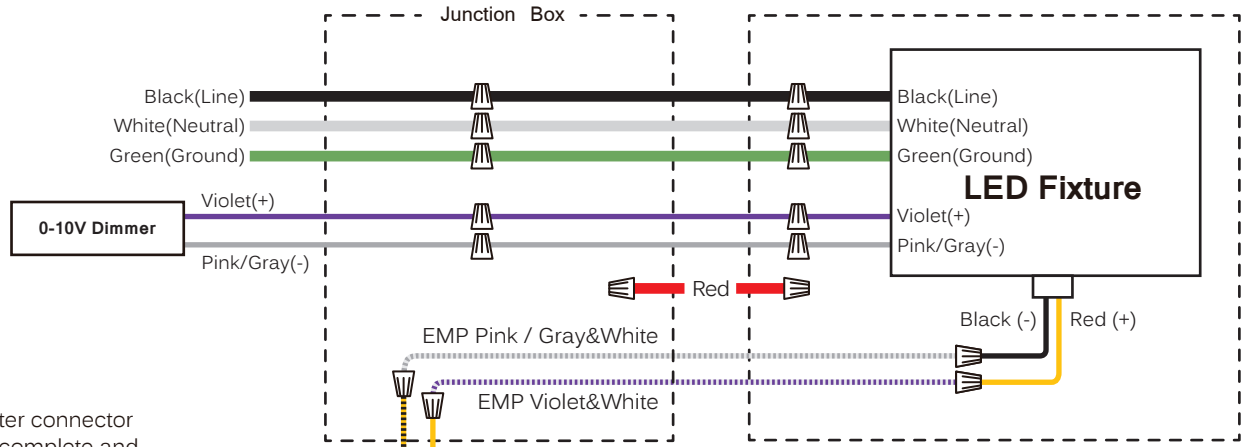 Junction Box
Black(Line)
Black(Line)
White(Neutral)
White(Neutral)
Green(Ground)
Green(Ground)
LED Fixture
Violet(+)
Violet(+)
0-10V Dimmer
Pink/Gray(-)
Pink/Gray(-)
Red
Black (-)
Red (+)
EMP Pink / Gray&White
EMP Violet&White
ter connector
complete and